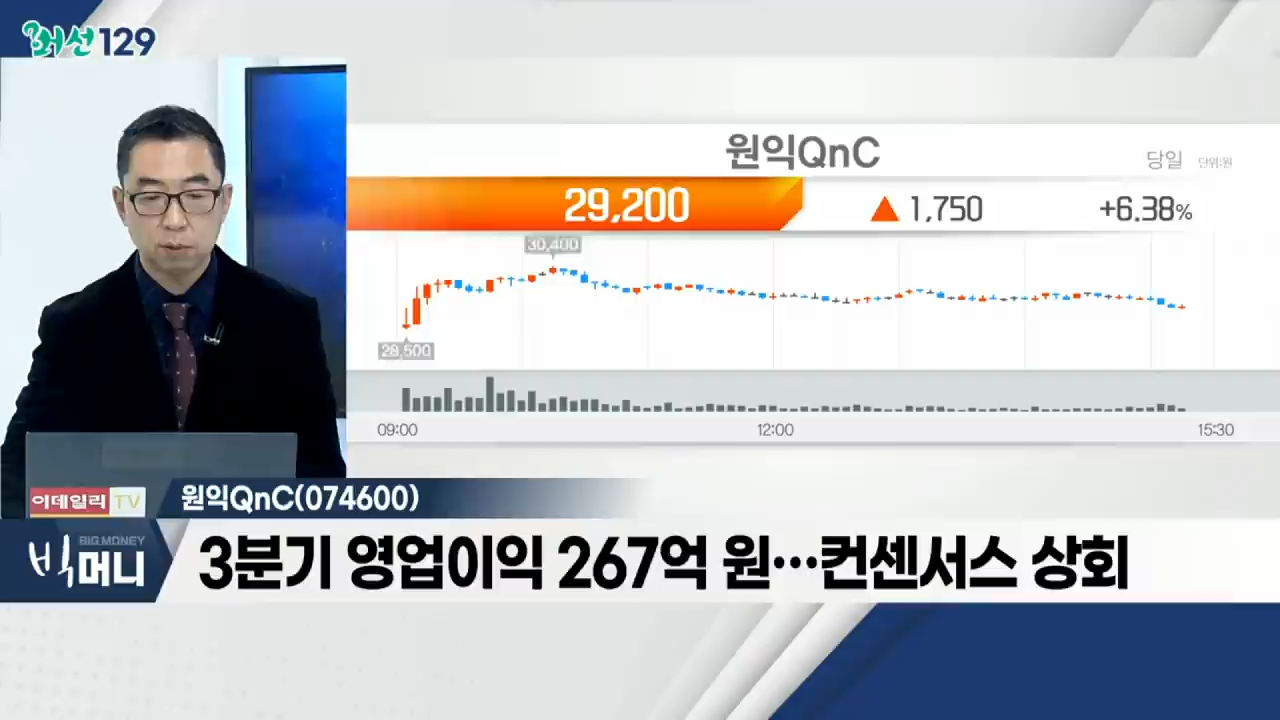 머선129
원익QnC
당일 단위:원
29,200 ▲ 1,750 +6.38%
30,400
28,500
09:00 12:00 15:30
이데일리TV
원익QnC(074600)
BIG MONEY
빅머니
3분기 영업이익 267억 원…컨센서스 상회